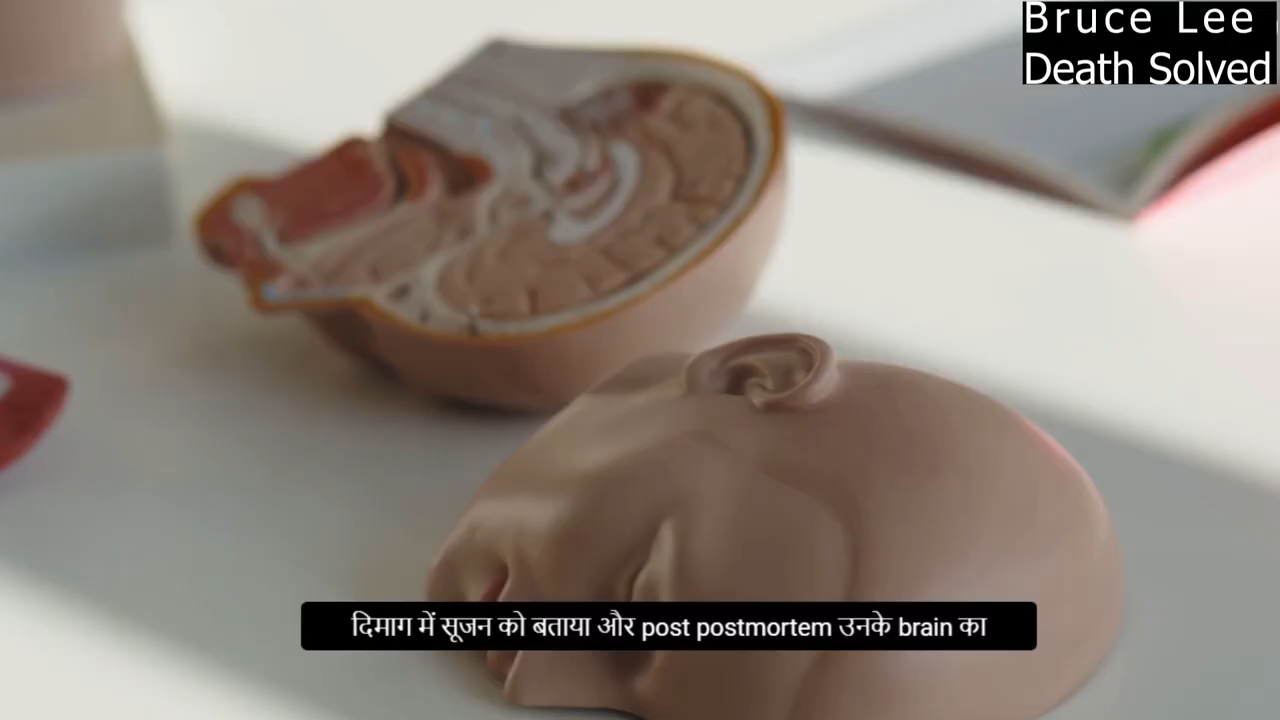 Bruce Lee
Death Solved
दिमाग में सूजन को बताया और post postmortem उनके brain का